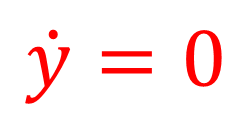 ẏ = 0